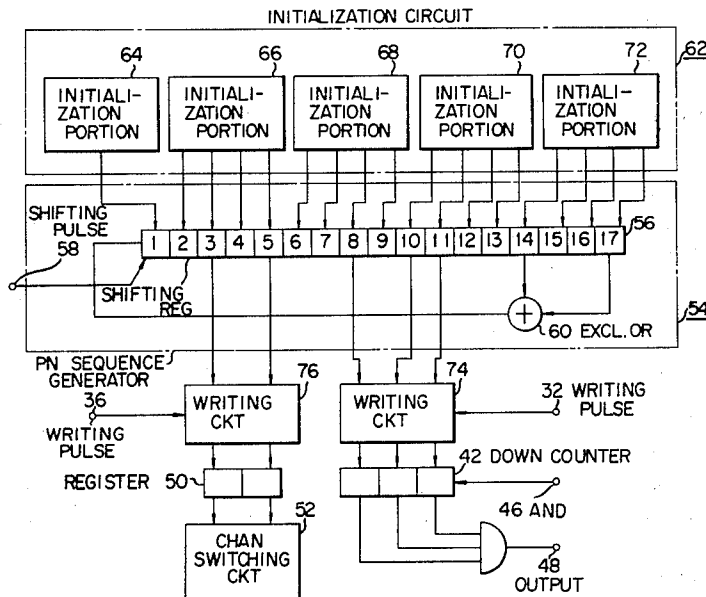 INITIALIZATION CIRCUIT
64 66 68 70 72 62
INITIALI- INITIALI- INITIALI- INITIALI- INITIALI-
ZATION ZATION ZATION ZATION ZATION
PORTION PORTION PORTION PORTION PORTION
SHIFTING
PULSE
56
1 2 3 4 5 6 7 8 9 10 11 12 13 14 15 16 17
58
SHIFTING
REG
+
60 EXCL. OR
54
PN SEQUENCE
GENERATOR
76 74
36
WRITING
PULSE
WRITING
CKT
WRITING
CKT
32 WRITING
PULSE
REGISTER 50
42 DOWN COUNTER
46 AND
52
CHAN
SWITCHING
CKT
48
OUTPUT